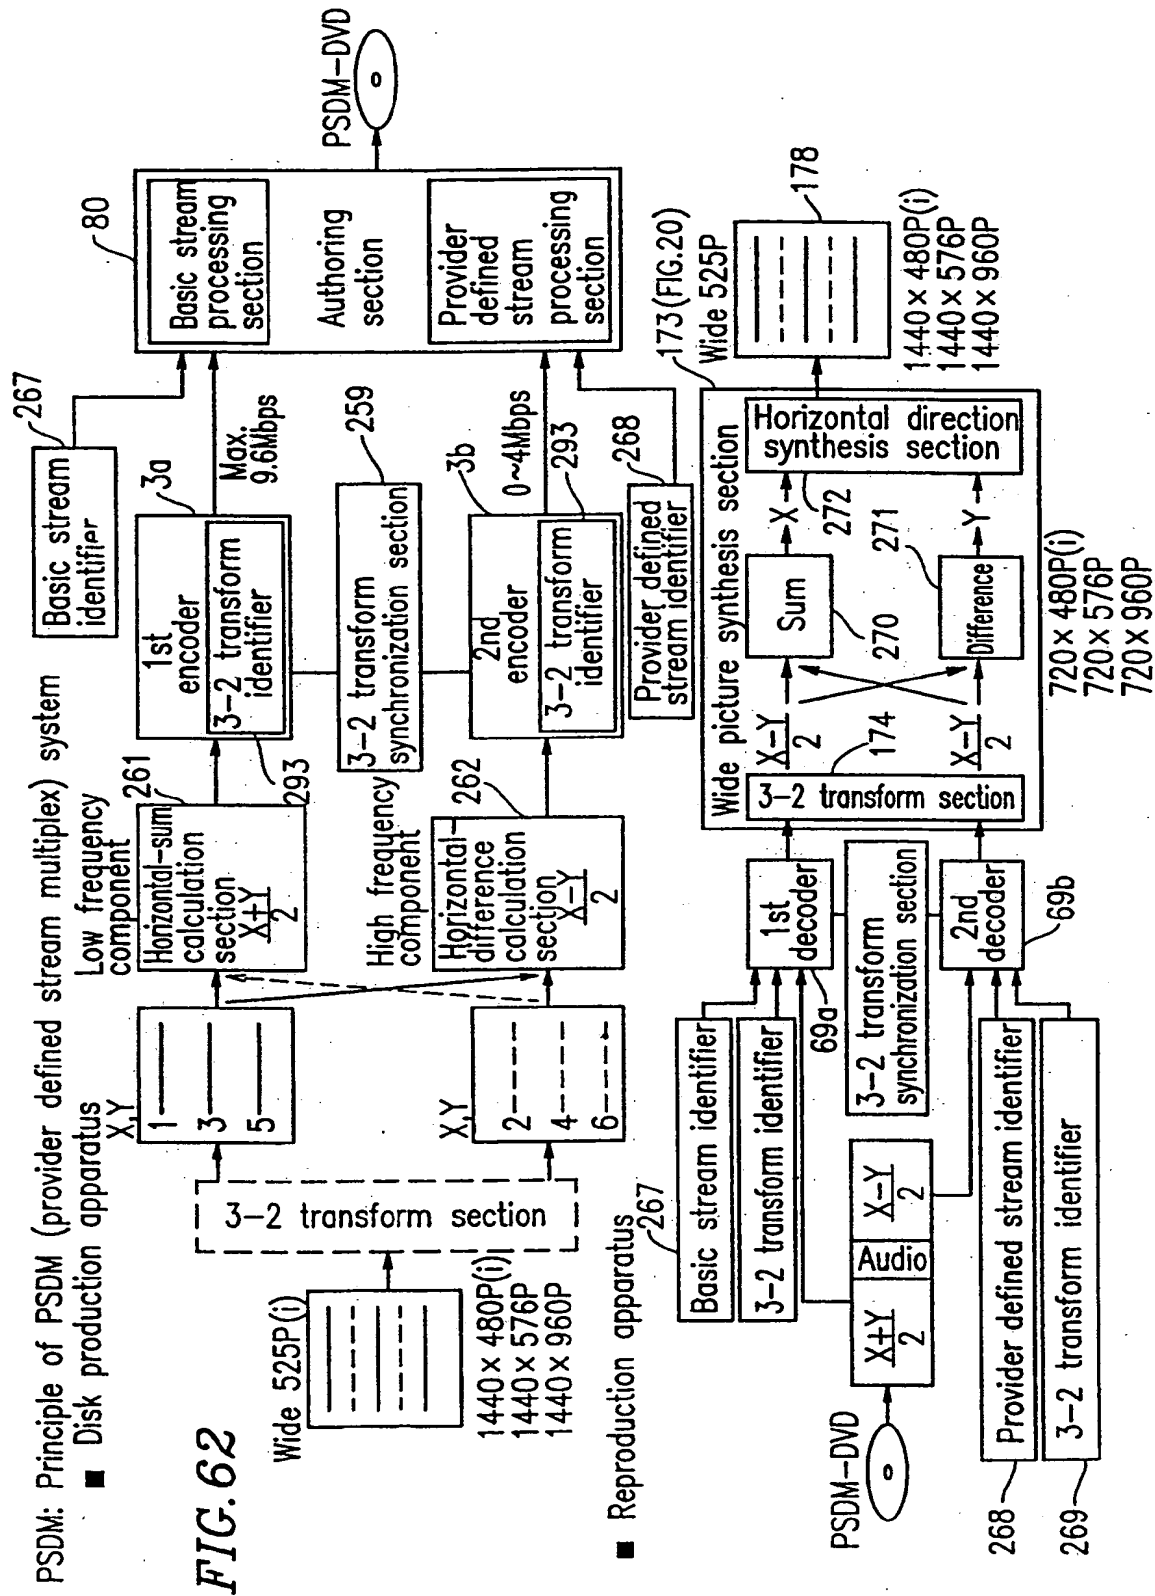 PSDM: Principle of PSDM (provider defined stream multiplex) system
■ Disk production apparatus
FIG. 62
Wide 525P(i)
1440×480P(i)
1440×576P
1440×960P
3-2 transform section
X,Y
1
3
5
X,Y
2
4
6
Low frequency
component
261
Horizontal-sum
calculation
section
X+Y
2
High frequency
component
262
Horizontal-
difference
calculation
section
X-Y
2
3a
1st
encoder
3-2 transform
identifier
293
259
3-2 transform
synchronization section
3b
2nd
encoder
3-2 transform
identifier
293
Basic stream
identifier
267
Max.
9.6Mbps
0~4Mbps
Provider defined
stream identifier
268
80
Basic stream
processing
section
Authoring
section
Provider
defined
stream
processing
section
PSDM-DVD
■ Reproduction apparatus
PSDM-DVD
X+Y
2
Audio
X-Y
2
267
Basic stream identifier
3-2 transform identifier
268
Provider defined stream identifier
269
3-2 transform identifier
1st
decoder
69a
3-2 transform
synchronization section
2nd
decoder
69b
173(FIG.20)
Wide picture synthesis section
3-2 transform section
174
X-Y
2
X-Y
2
Sum
270
Difference
271
X
Y
Horizontal direction
synthesis section
272
720×480P(i)
720×576P
720×960P
Wide 525P
178
1440×480P(i)
1440×576P
1440×960P